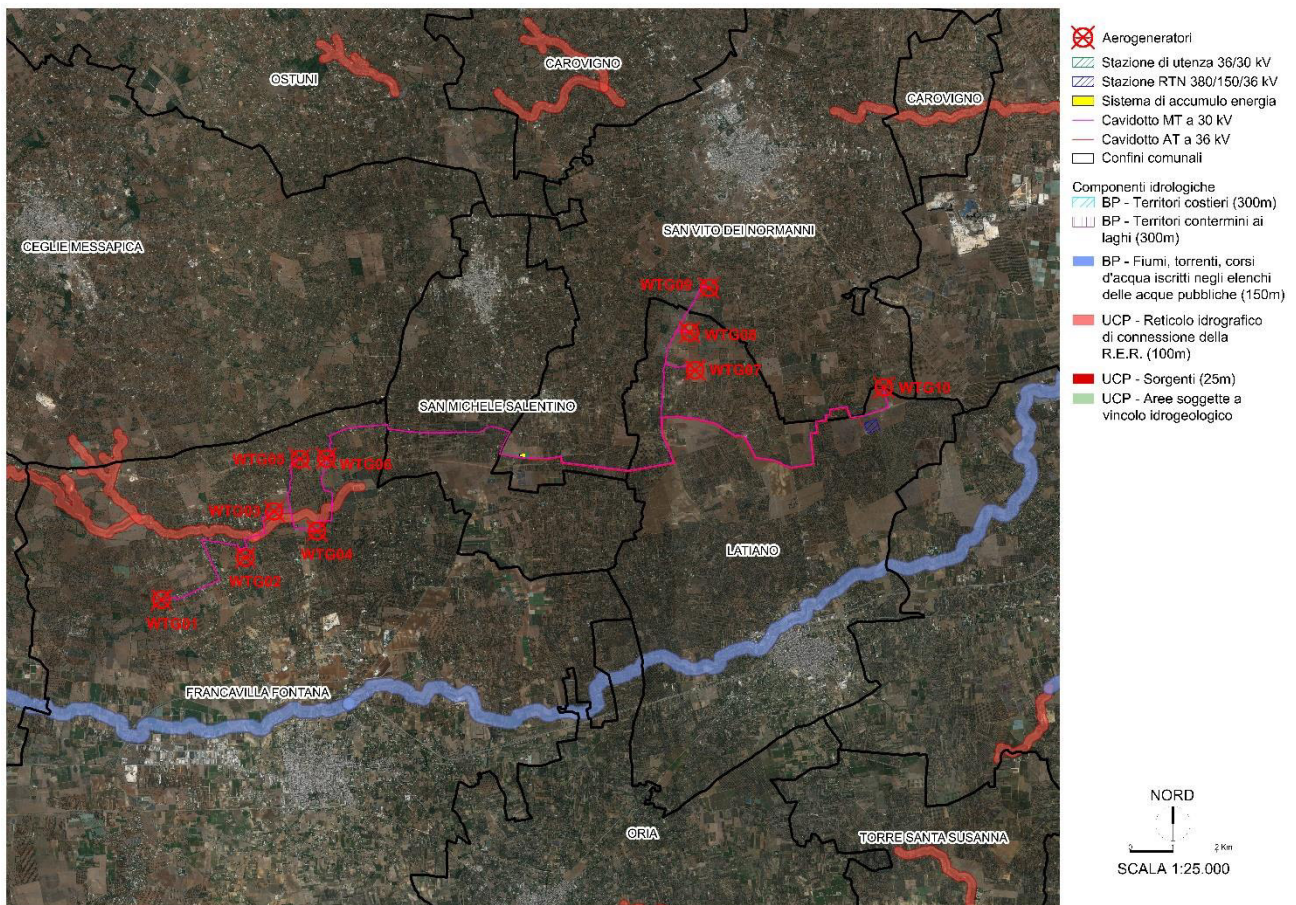 OSTUNI
CAROVIGNO
CAROVIGNO
CEGLIE MESSAPICA
SAN VITO DEI NORMANNI
WTG09
WTG08
WTG07
WTG10
SAN MICHELE SALENTINO
WTG05
WTG06
WTG03
WTG04
WTG02
WTG01
LATIANO
FRANCAVILLA FONTANA
ORIA
TORRE SANTA SUSANNA
Aerogeneratori
Stazione di utenza 36/30 kV
Stazione RTN 380/150/36 kV
Sistema di accumulo energia
Cavidotto MT a 30 kV
Cavidotto AT a 36 kV
Confini comunali
Componenti idrologiche
BP - Territori costieri (300m)
BP - Territori contermini ai
laghi (300m)
BP - Fiumi, torrenti, corsi
d'acqua iscritti negli elenchi
delle acque pubbliche (150m)
UCP - Reticolo idrografico
di connessione della
R.E.R. (100m)
UCP - Sorgenti (25m)
UCP - Aree soggette a
vincolo idrogeologico
NORD
0 1 2 Km
SCALA 1:25.000